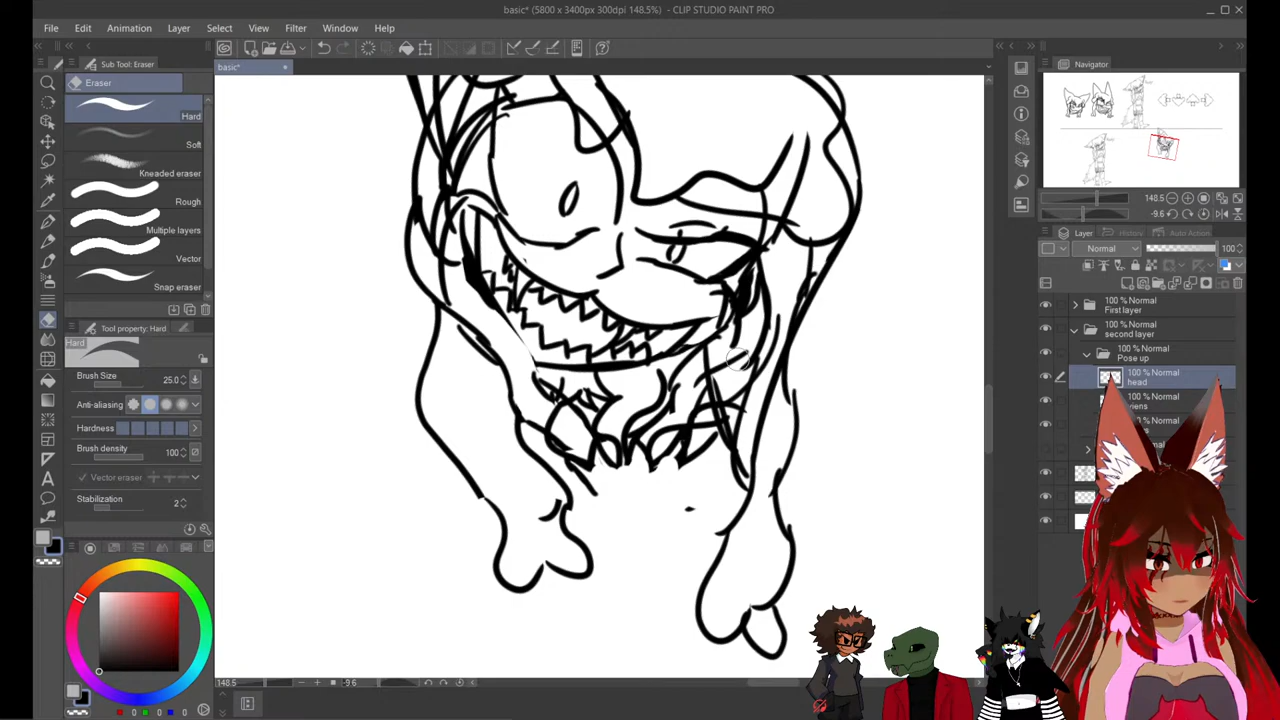 basic* (5800 x 3400px 300dpi 148.5%) - CLIP STUDIO PAINT PRO
File Edit Animation Layer Select View Filter Window Help
Sub Tool: Eraser
basic*
Navigator
Eraser
Hard
Soft
Kneaded eraser
Rough
Multiple layers
Vector
Snap eraser
148.5
-9.6
Layer History Auto Action
Normal 100
100 % Normal
First layer
100 % Normal
second layer
100 % Normal
Pose up
100 % Normal
head
100 % Normal
100 % Normal
Tool property: Hard
Hard
Brush Size 25.0
Anti-aliasing
Hardness
Brush density 100
Vector eraser
Stabilization 2
148.5 -9.6
0 0 0